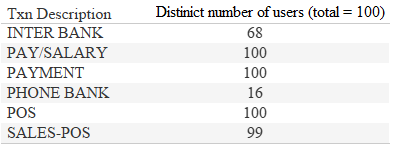 Txn Description Distinict number of users (total = 100)
INTER BANK 68
PAY/SALARY 100
PAYMENT 100
PHONE BANK 16
POS 100
SALES-POS 99